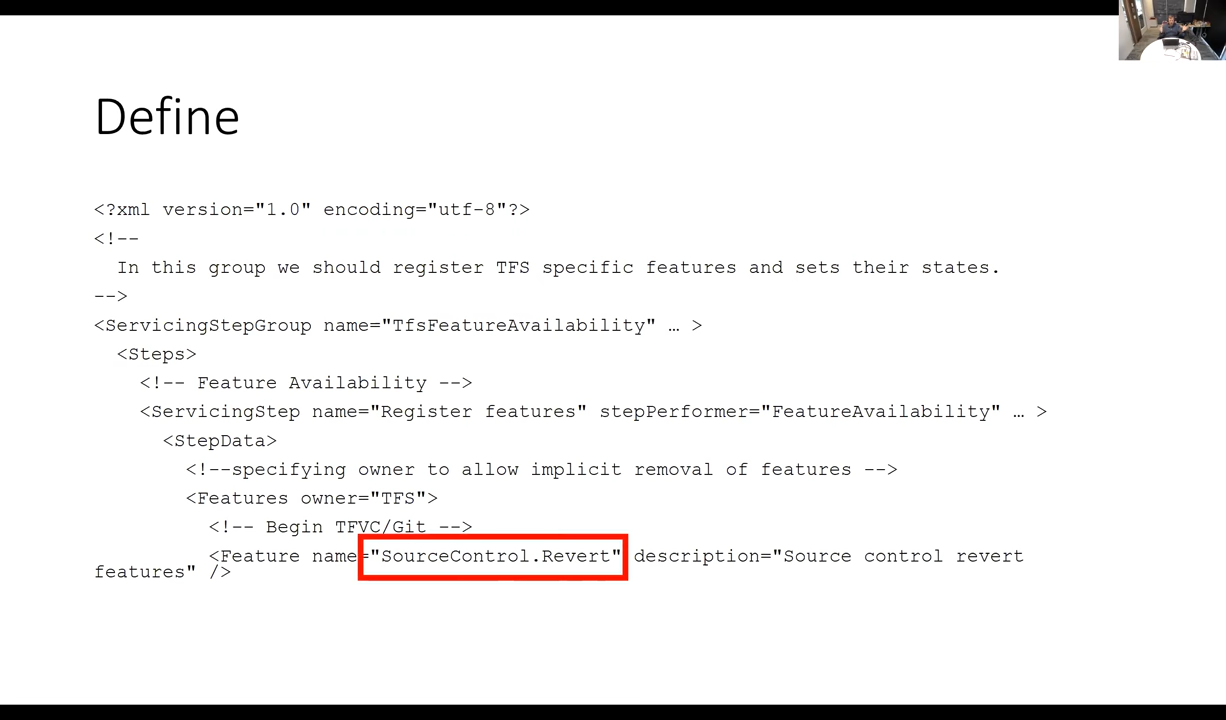 Define
<?xml version="1.0" encoding="utf-8"?>
<!--
In this group we should register TFS specific features and sets their states.
-->
<ServicingStepGroup name="TfsFeatureAvailability" … >
<Steps>
<!-- Feature Availability -->
<ServicingStep name="Register features" stepPerformer="FeatureAvailability" … >
<StepData>
<!--specifying owner to allow implicit removal of features -->
<Features owner="TFS">
<!-- Begin TFVC/Git -->
<Feature name="SourceControl.Revert" description="Source control revert
features" />